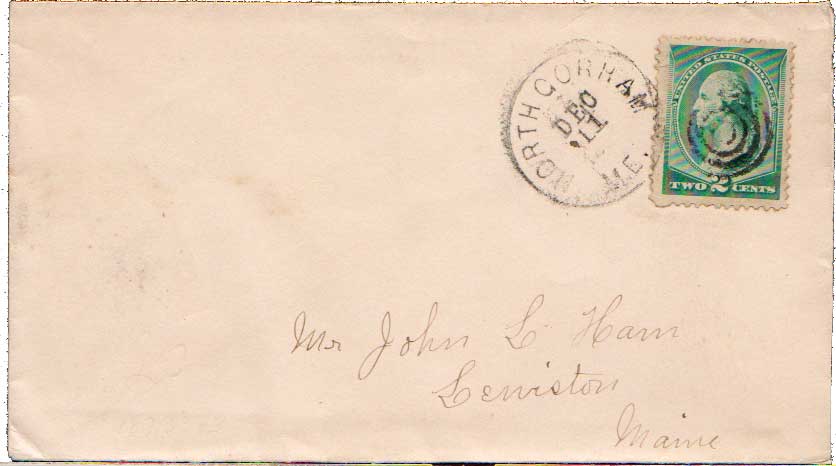 NORTH GORHAM
DEC
11
ME.
UNITED STATES POSTAGE
TWO 2 CENTS
Mr John L Ham
Lewiston
Maine